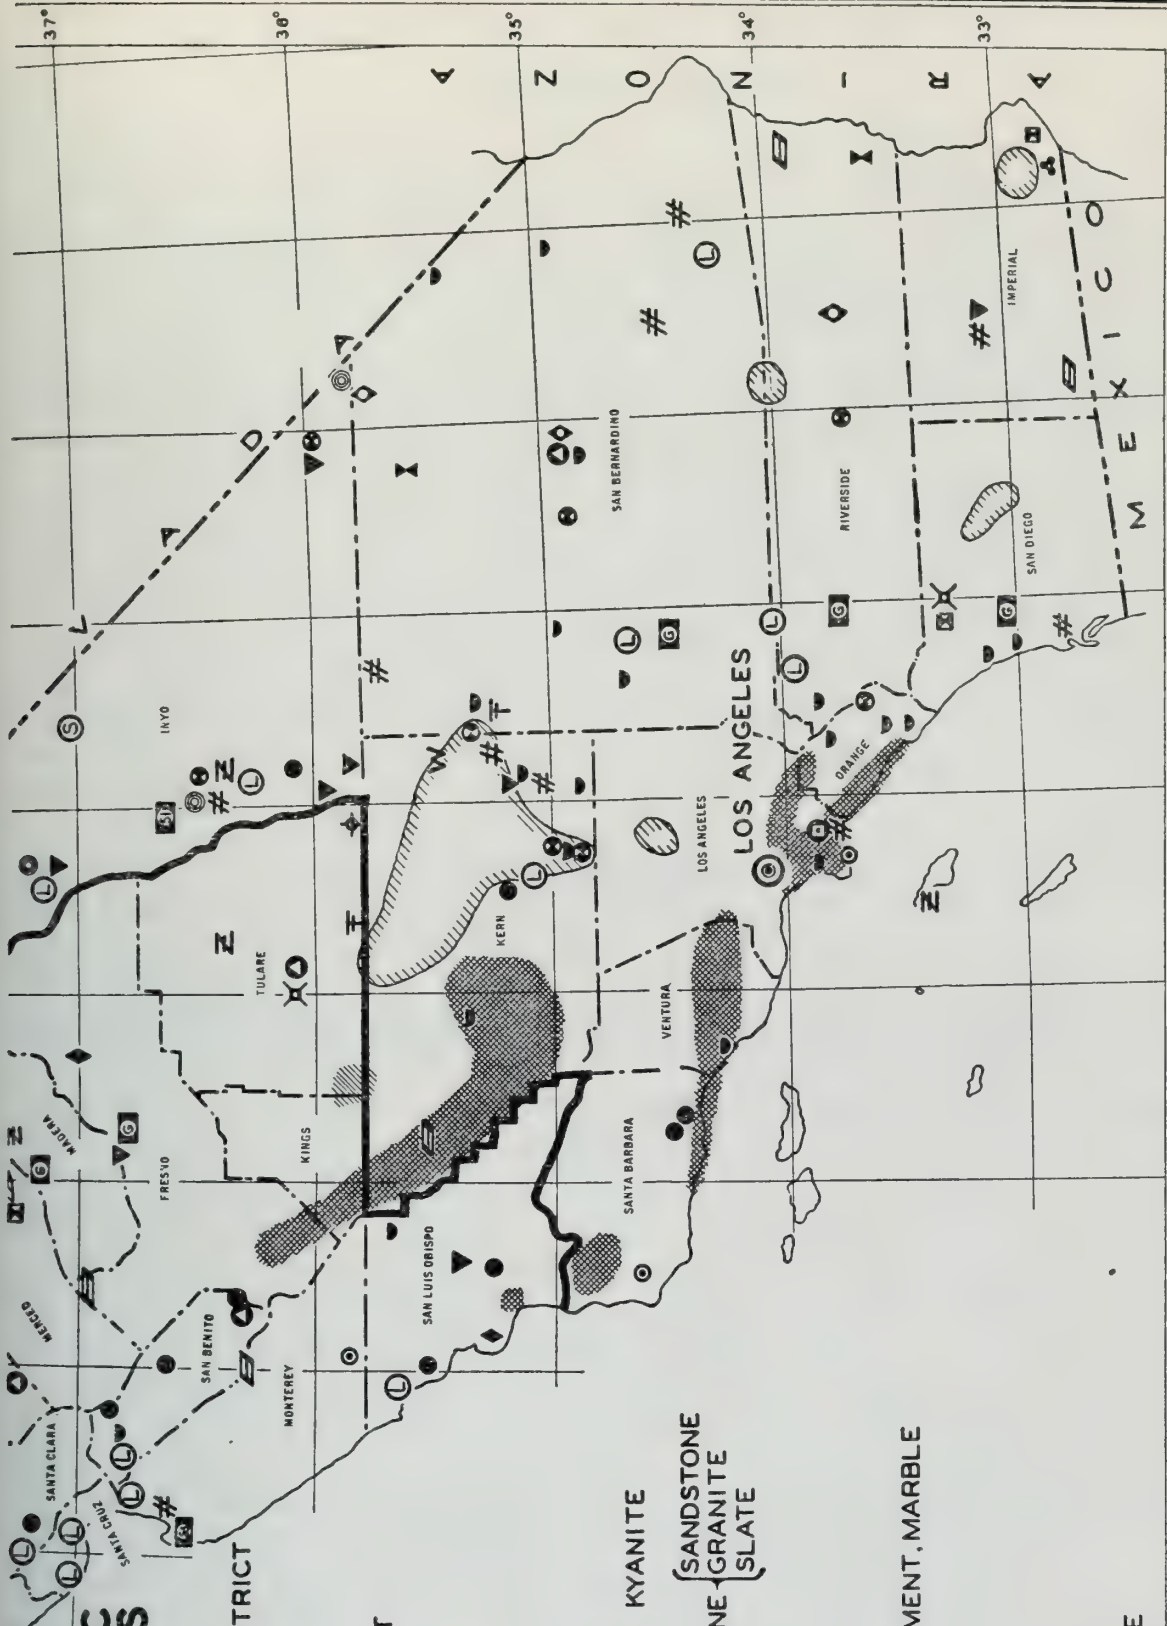 37°
36°
35°
34°
33°
A
Z
O
N
I
R
A
MEXICO
INYO
TULARE
KERN
KINGS
FRESNO
MADERA
MERCED
SAN BENITO
MONTEREY
SANTA CLARA
SANTA CRUZ
SAN LUIS OBISPO
SANTA BARBARA
VENTURA
LOS ANGELES
LOS ANGELES
ORANGE
SAN BERNARDINO
RIVERSIDE
SAN DIEGO
IMPERIAL
S
L
L
L
L
L
L
L
L
L
L
L
L
L
L
G
G
G
G
G
SI
TRICT
KYANITE
SANDSTONE
NE GRANITE
SLATE
MENT, MARBLE